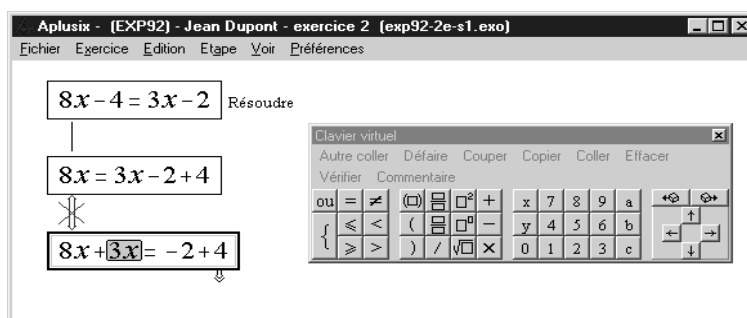 Aplusix - (EXP92) - Jean Dupont - exercice 2 (exp92-2e-s1.exo)
Fichier Exercice Edition Etape Voir Préférences
8x − 4 = 3x − 2 Résoudre
8x = 3x − 2 + 4
8x + 3x = −2 + 4
Clavier virtuel
Autre coller Défaire Couper Copier Coller Effacer
Vérifier Commentaire
ou = ≠ (□) □² + x 7 8 9 a
{ ⩽ < ( □⁰ − y 4 5 6 b
⩾ > ) / √□ × 0 1 2 3 c